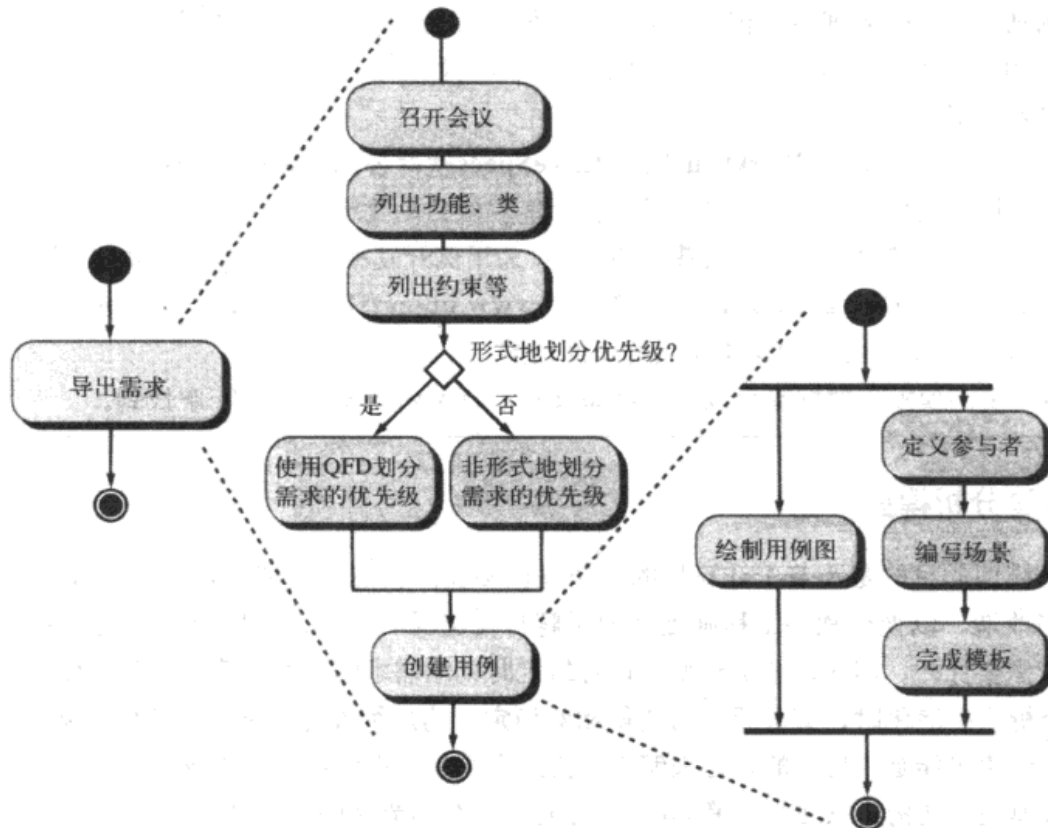 召开会议
列出功能、类
列出约束等
形式地划分优先级？
是
否
导出需求
使用QFD划分
需求的优先级
非形式地划分
需求的优先级
创建用例
定义参与者
绘制用例图
编写场景
完成模板